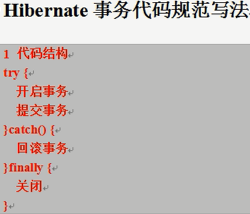 Hibernate 事务代码规范写法
1 代码结构
try {
开启事务
提交事务
}catch() {
回滚事务
}finally {
关闭
}